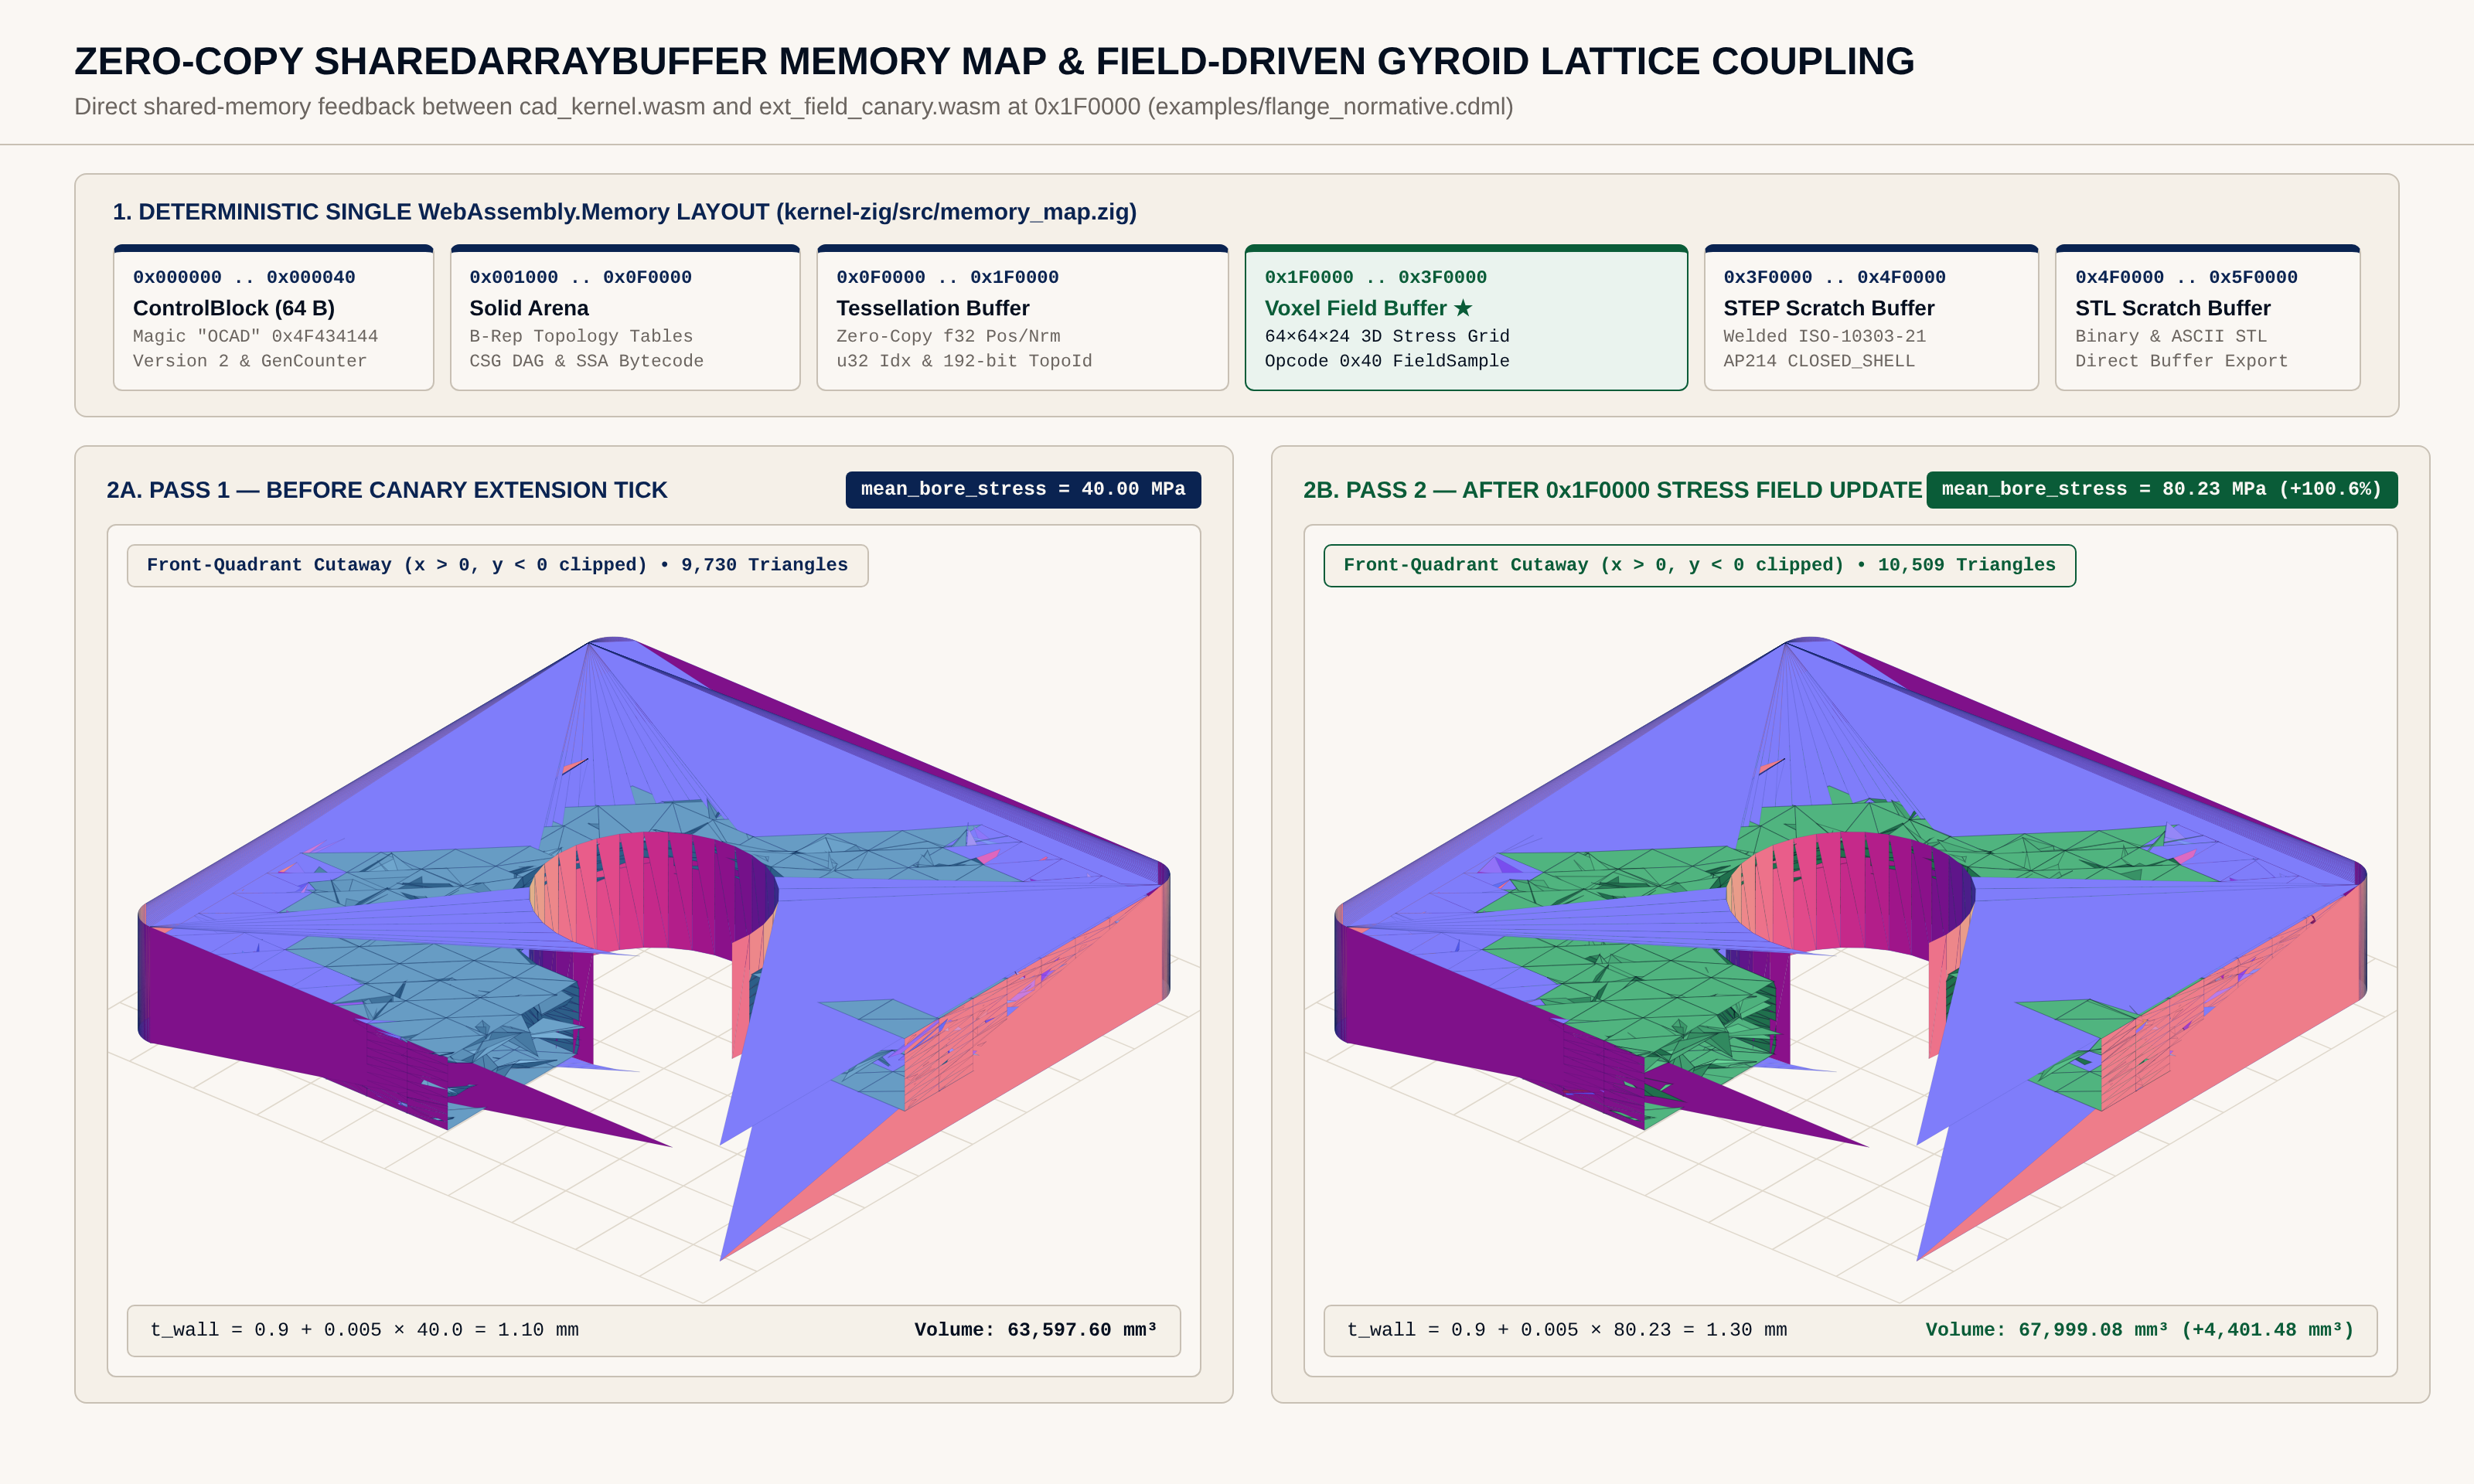 ZERO-COPY SHAREDARRAYBUFFER MEMORY MAP & FIELD-DRIVEN GYROID LATTICE COUPLING
Direct shared-memory feedback between cad_kernel.wasm and ext_field_canary.wasm at 0x1F0000 (examples/flange_normative.cdml)
1. DETERMINISTIC SINGLE WebAssembly.Memory LAYOUT (kernel-zig/src/memory_map.zig)
0x000000 .. 0x000040
ControlBlock (64 B)
Magic "OCAD" 0x4F434144
Version 2 & GenCounter
0x001000 .. 0x0F0000
Solid Arena
B-Rep Topology Tables
CSG DAG & SSA Bytecode
0x0F0000 .. 0x1F0000
Tessellation Buffer
Zero-Copy f32 Pos/Nrm
u32 Idx & 192-bit TopoId
0x1F0000 .. 0x3F0000
Voxel Field Buffer ★
64×64×24 3D Stress Grid
Opcode 0x40 FieldSample
0x3F0000 .. 0x4F0000
STEP Scratch Buffer
Welded ISO-10303-21
AP214 CLOSED_SHELL
0x4F0000 .. 0x5F0000
STL Scratch Buffer
Binary & ASCII STL
Direct Buffer Export
2A. PASS 1 — BEFORE CANARY EXTENSION TICK
mean_bore_stress = 40.00 MPa
Front-Quadrant Cutaway (x > 0, y < 0 clipped) • 9,730 Triangles
t_wall = 0.9 + 0.005 × 40.0 = 1.10 mm
Volume: 63,597.60 mm³
2B. PASS 2 — AFTER 0x1F0000 STRESS FIELD UPDATE
mean_bore_stress = 80.23 MPa (+100.6%)
Front-Quadrant Cutaway (x > 0, y < 0 clipped) • 10,509 Triangles
t_wall = 0.9 + 0.005 × 80.23 = 1.30 mm
Volume: 67,999.08 mm³ (+4,401.48 mm³)